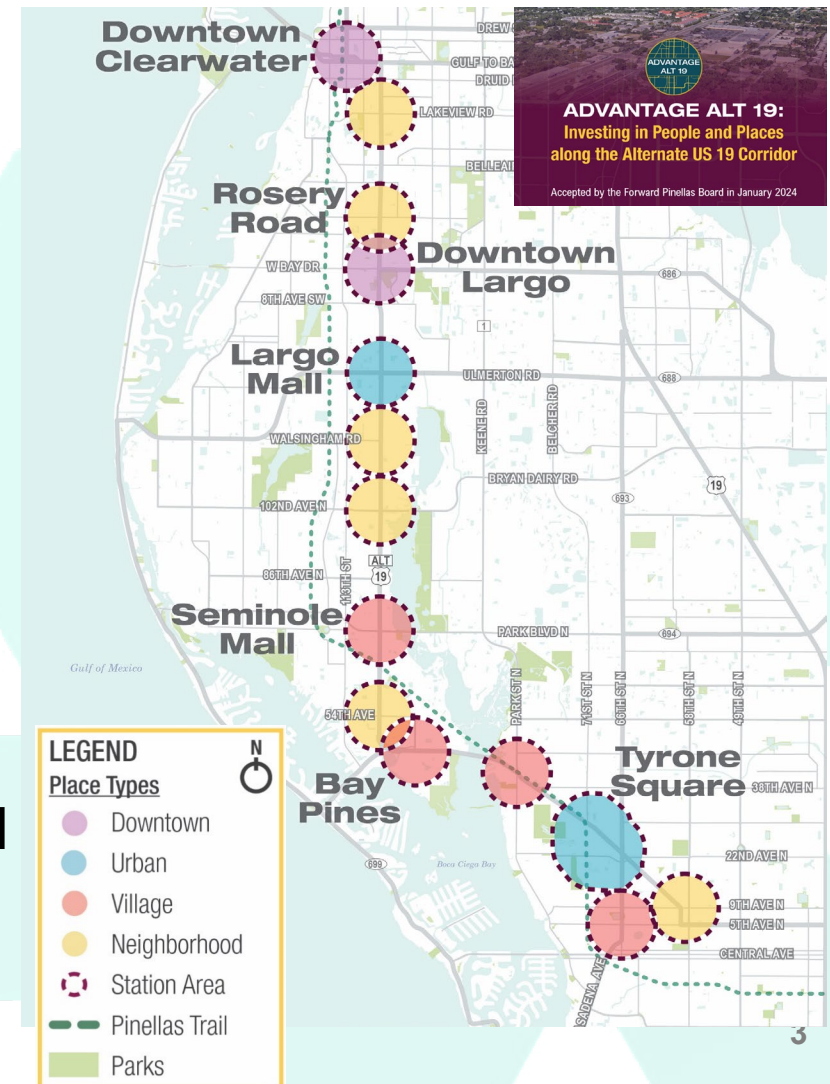 Downtown
Clearwater
DREW
GULF TO BA
DRUID
LAKEVIEW RD
BELLEAI
ADVANTAGE
ALT 19
ADVANTAGE ALT 19:
Investing in People and Places
along the Alternate US 19 Corridor
Accepted by the Forward Pinellas Board in January 2024
Rosery
Road
Downtown
Largo
W BAY DR
8TH AVE SW
686
1
Largo
Mall
ULMERTON RD
688
KEENE RD
BELCHER RD
WALSINGHAM RD
BRYAN DAIRY RD
19
693
102ND AVE N
ALT
19
86TH AVE N
113TH ST
Seminole
Mall
PARK BLVD N
694
Gulf of Mexico
PARK ST N
71ST ST N
66TH ST N
58TH ST N
49TH ST N
54TH AVE
Bay
Pines
Tyrone
Square
38TH AVE N
22ND AVE N
699
Boca Ciega Bay
9TH AVE N
5TH AVE N
CENTRAL AVE
SADENA AVE
LEGEND
N
Place Types
Downtown
Urban
Village
Neighborhood
Station Area
Pinellas Trail
Parks
3